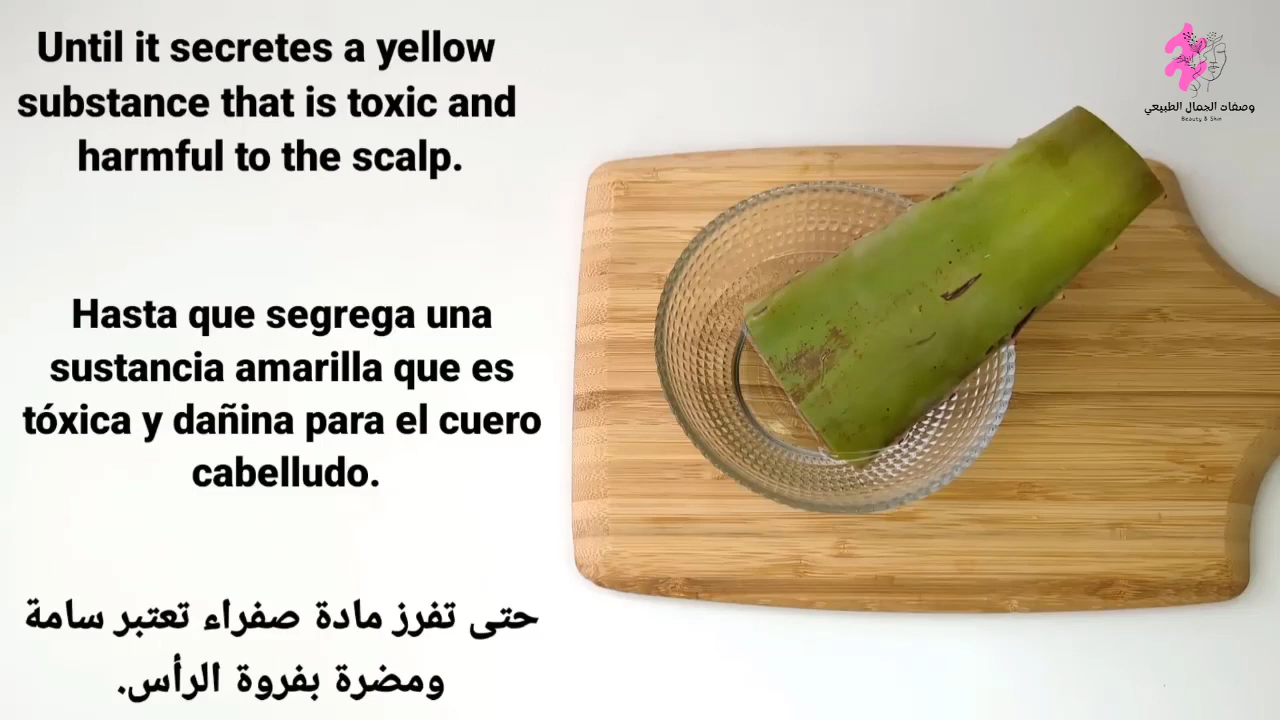 Until it secretes a yellow
substance that is toxic and
harmful to the scalp.
Hasta que segrega una
sustancia amarilla que es
tóxica y dañina para el cuero
cabelludo.
حتى تفرز مادة صفراء تعتبر سامة
ومضرة بفروة الرأس.
وصفات الجمال الطبيعي
Beauty & Skin